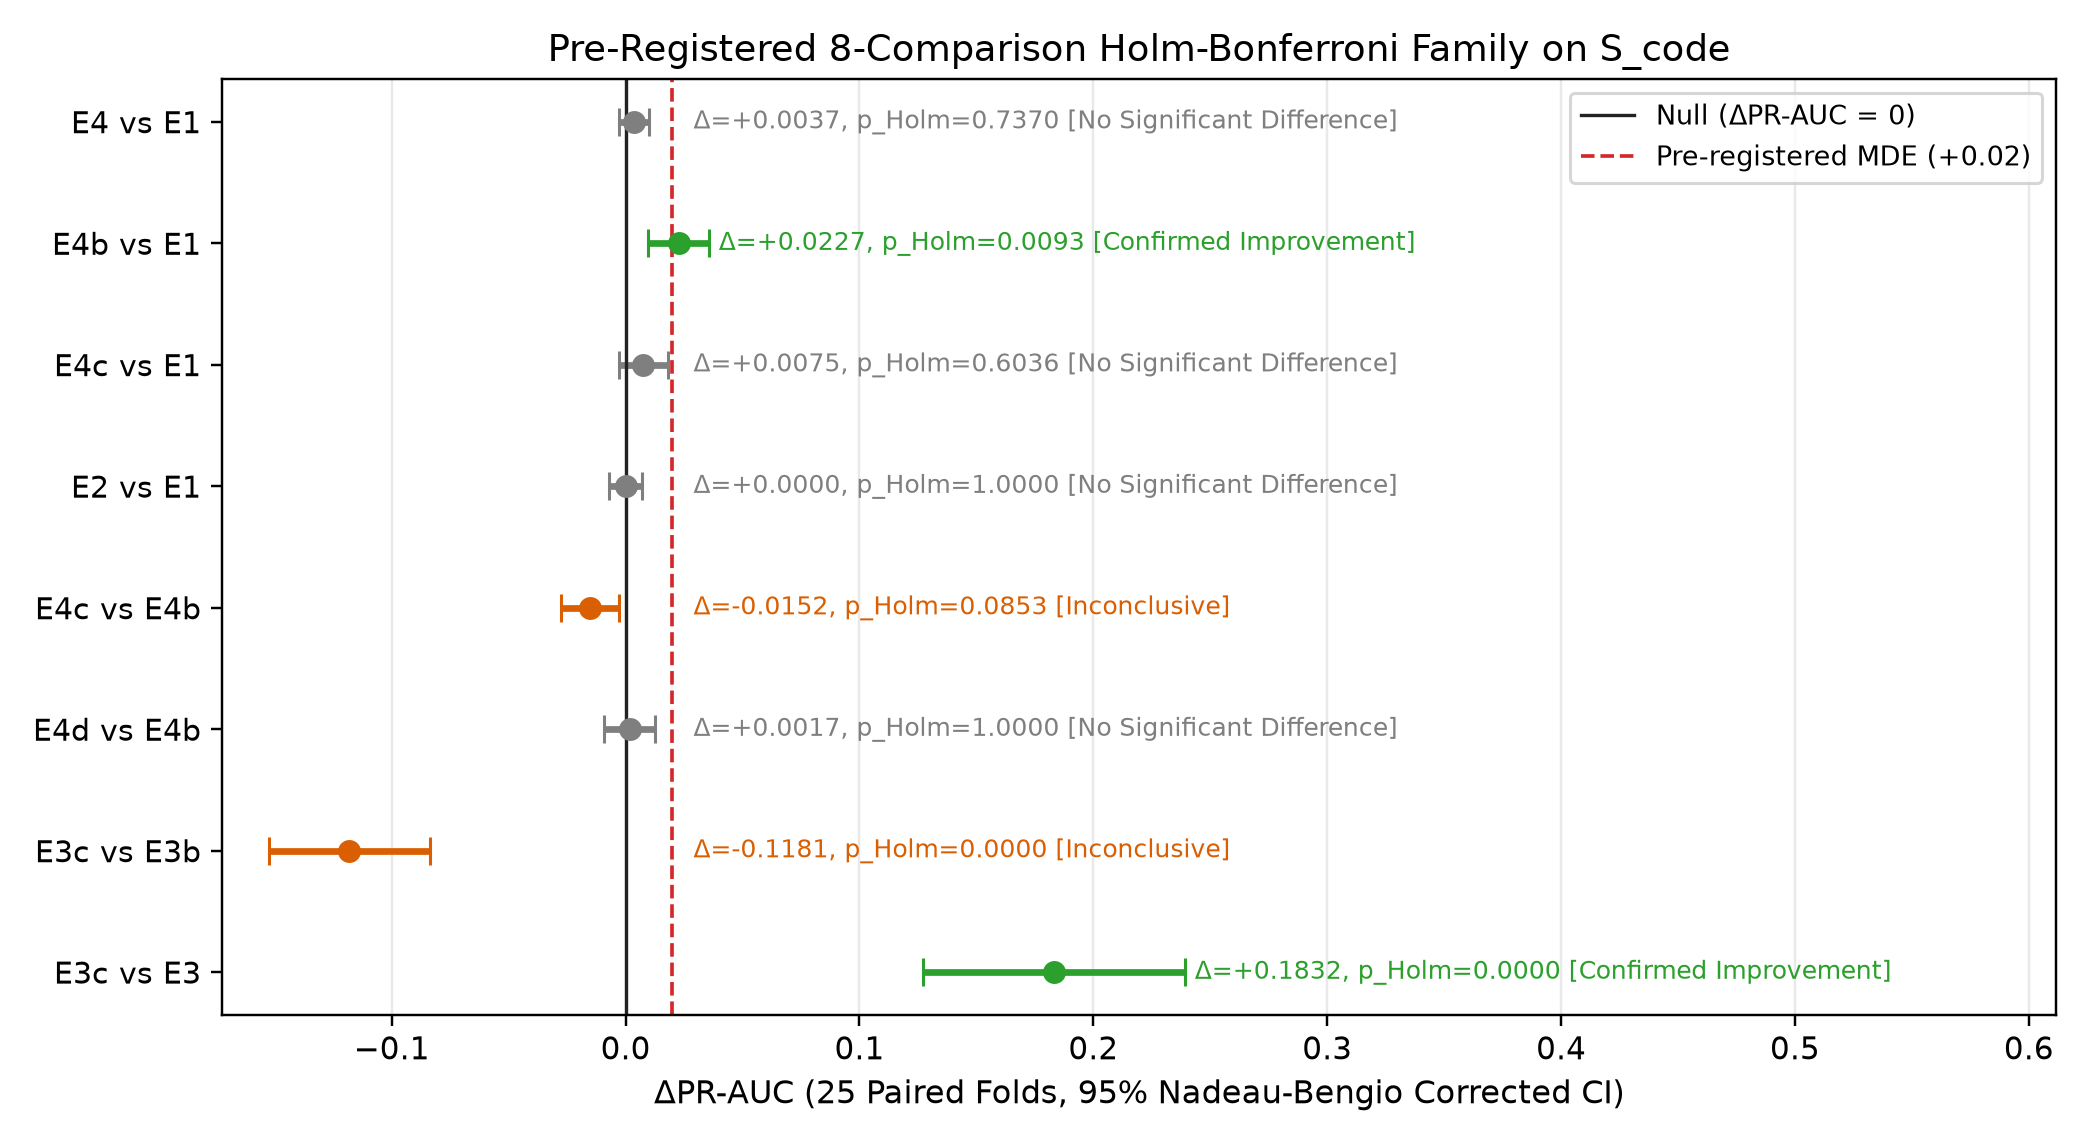 Pre-Registered 8-Comparison Holm-Bonferroni Family on S_code
Null (ΔPR-AUC = 0)
Pre-registered MDE (+0.02)
E4 vs E1
Δ=+0.0037, p_Holm=0.7370 [No Significant Difference]
E4b vs E1
Δ=+0.0227, p_Holm=0.0093 [Confirmed Improvement]
E4c vs E1
Δ=+0.0075, p_Holm=0.6036 [No Significant Difference]
E2 vs E1
Δ=+0.0000, p_Holm=1.0000 [No Significant Difference]
E4c vs E4b
Δ=-0.0152, p_Holm=0.0853 [Inconclusive]
E4d vs E4b
Δ=+0.0017, p_Holm=1.0000 [No Significant Difference]
E3c vs E3b
Δ=-0.1181, p_Holm=0.0000 [Inconclusive]
E3c vs E3
Δ=+0.1832, p_Holm=0.0000 [Confirmed Improvement]
−0.1 0.0 0.1 0.2 0.3 0.4 0.5 0.6
ΔPR-AUC (25 Paired Folds, 95% Nadeau-Bengio Corrected CI)